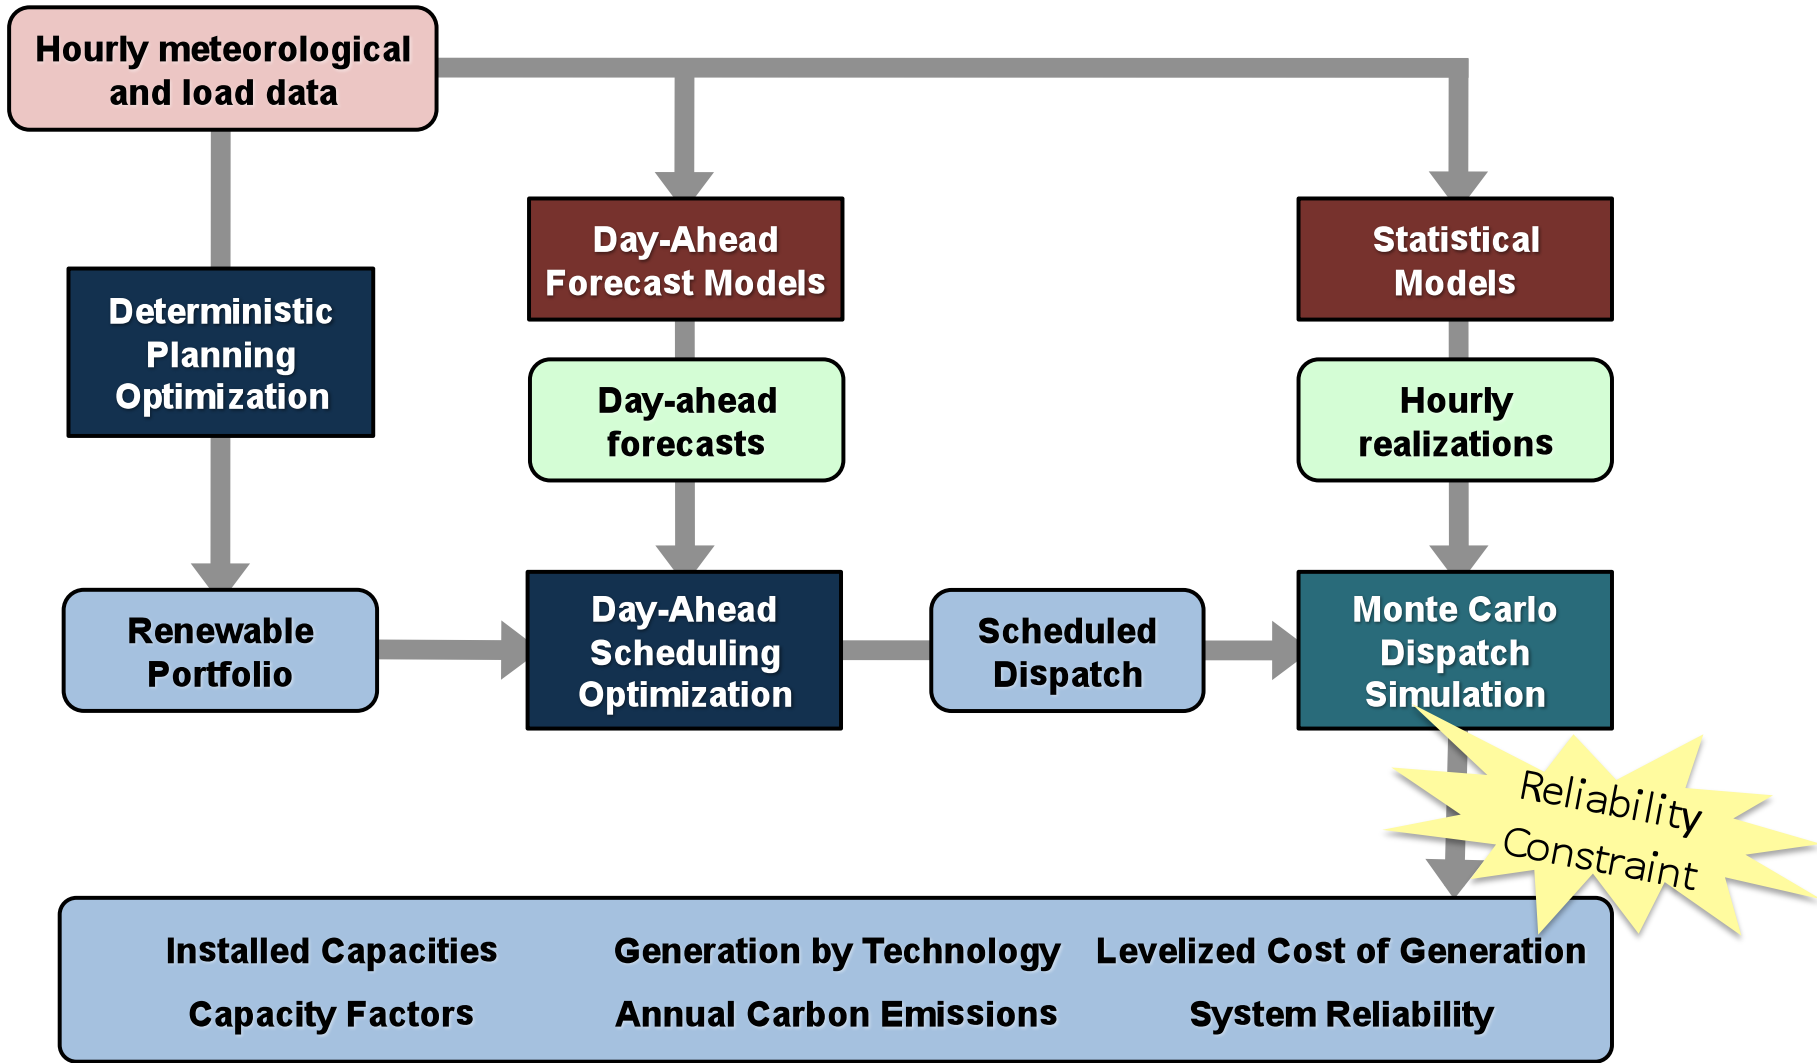 Hourly meteorological
and load data
Day-Ahead
Forecast Models
Statistical
Models
Deterministic
Planning
Optimization
Day-ahead
forecasts
Hourly
realizations
Renewable
Portfolio
Day-Ahead
Scheduling
Optimization
Scheduled
Dispatch
Monte Carlo
Dispatch
Simulation
Reliability
Constraint
Installed Capacities
Generation by Technology
Levelized Cost of Generation
Capacity Factors
Annual Carbon Emissions
System Reliability